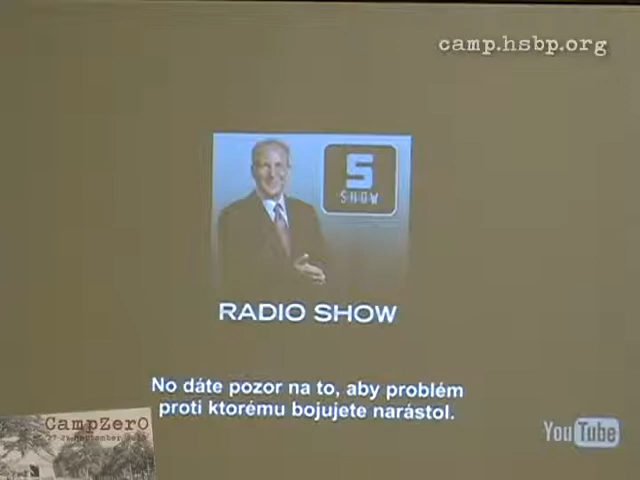 camp.hsbp.org
S
SHOW
RADIO SHOW
No dáte pozor na to, aby problém
proti ktorému bojujete narástol.
CampZer0
YouTube